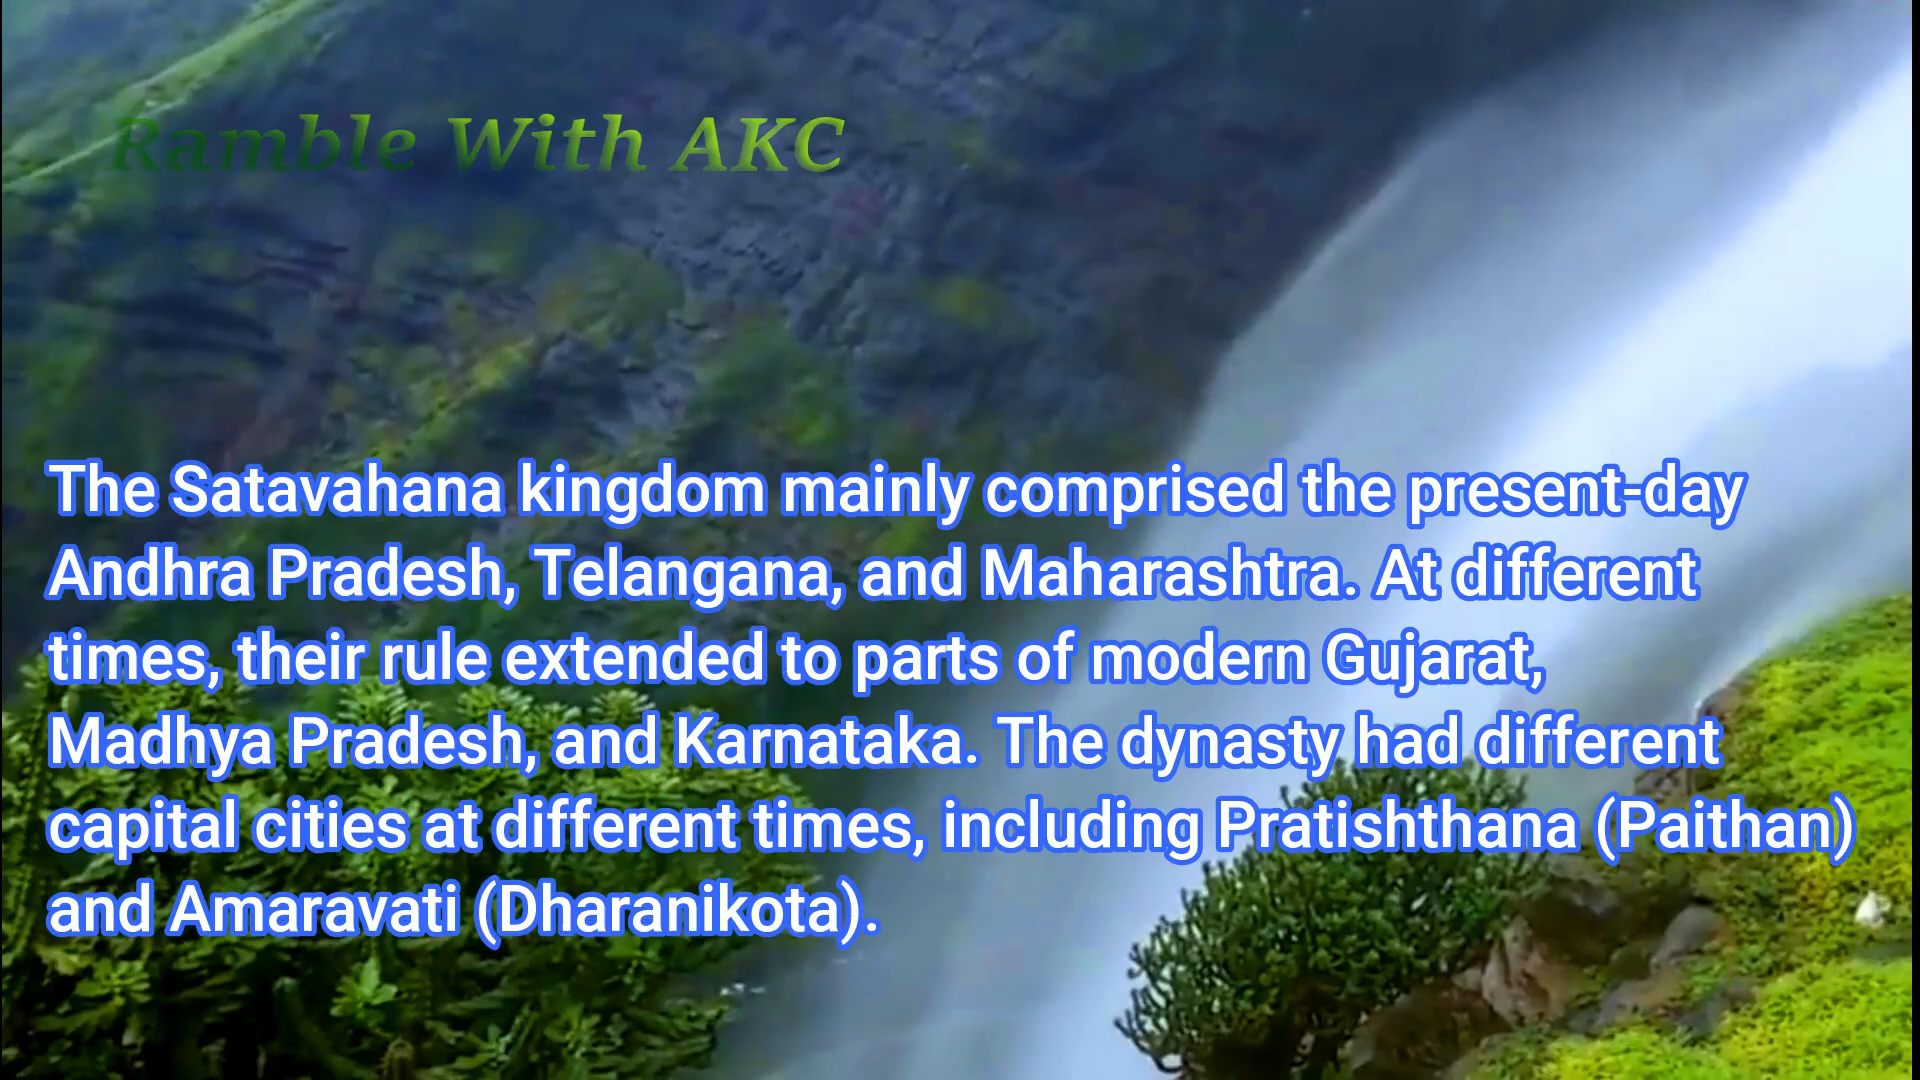 Ramble With AKC
The Satavahana kingdom mainly comprised the present-day
Andhra Pradesh, Telangana, and Maharashtra. At different
times, their rule extended to parts of modern Gujarat,
Madhya Pradesh, and Karnataka. The dynasty had different
capital cities at different times, including Pratishthana (Paithan)
and Amaravati (Dharanikota).